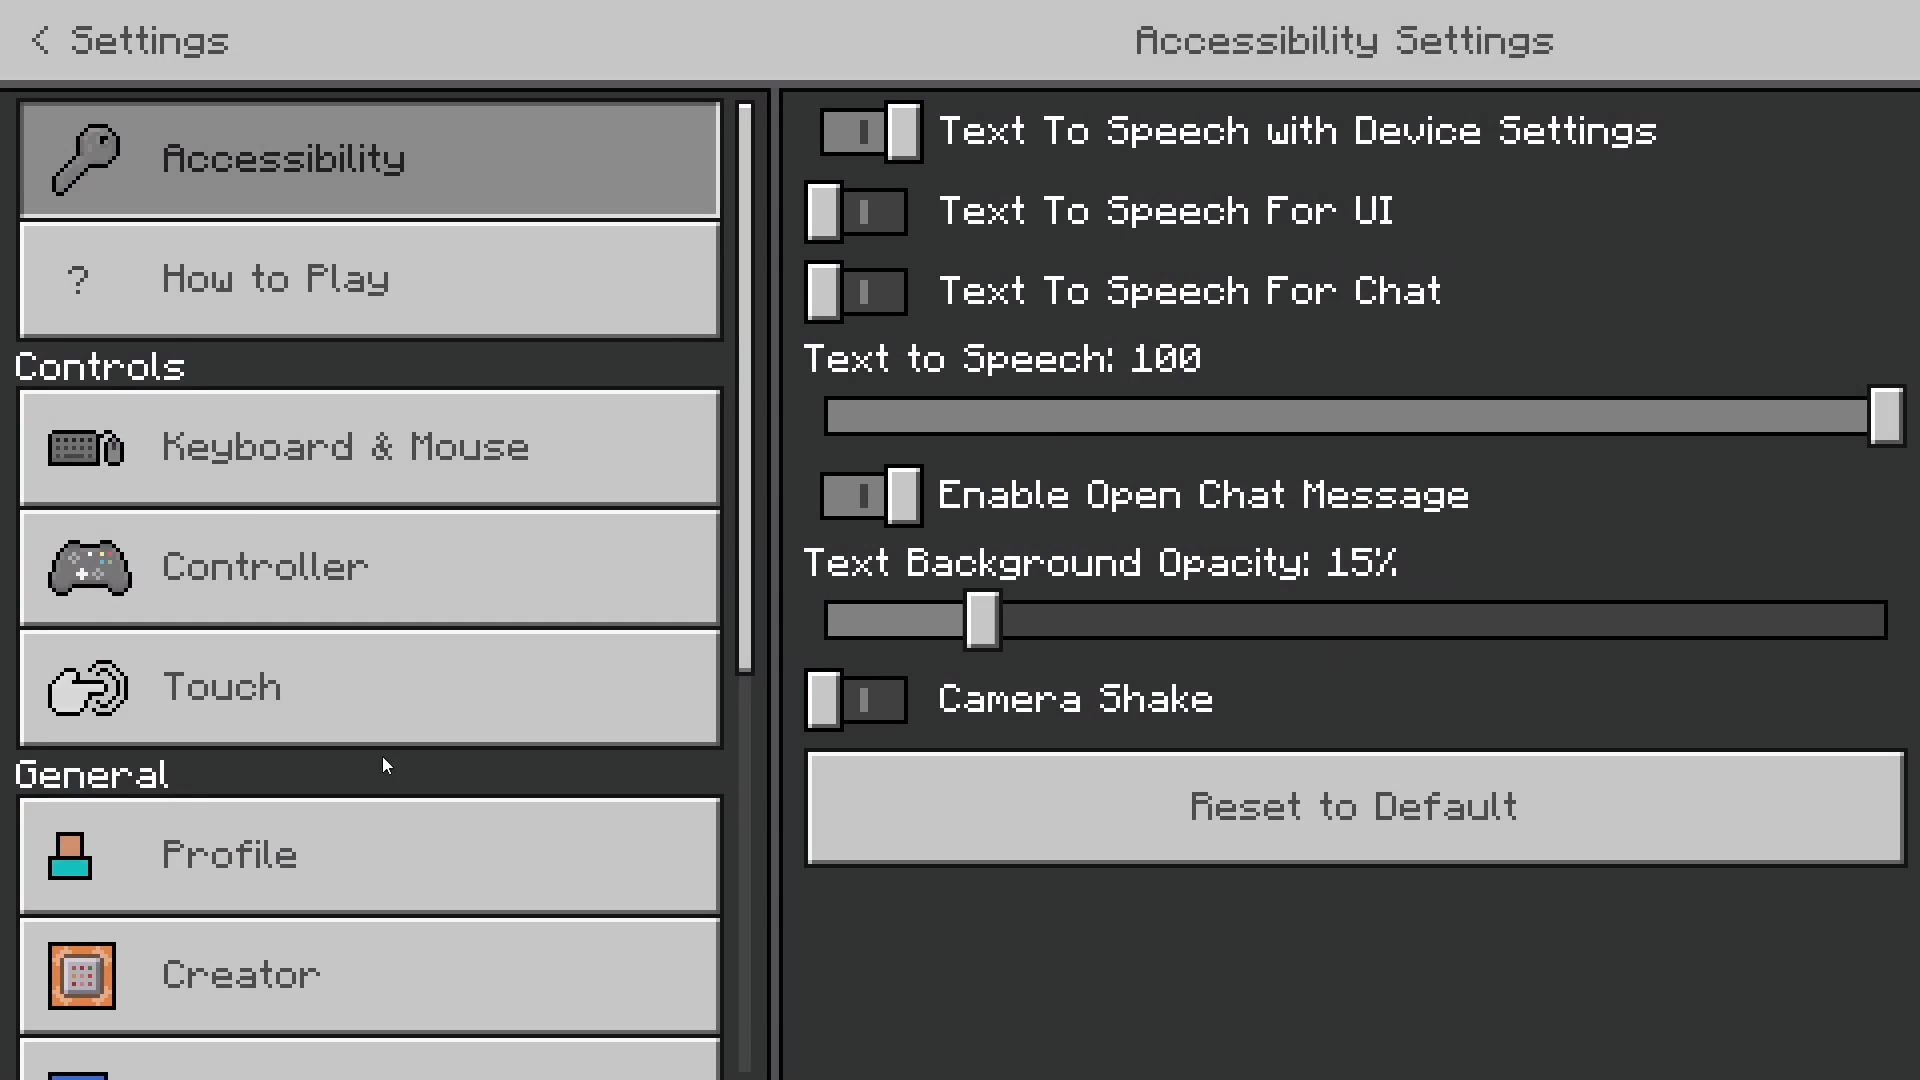 < Settings
Accessibility Settings
Accessibility
? How to Play
Controls
Keyboard & Mouse
Controller
Touch
General
Profile
Creator
Text To Speech with Device Settings
Text To Speech For UI
Text To Speech For Chat
Text to Speech: 100
Enable Open Chat Message
Text Background Opacity: 15%
Camera Shake
Reset to Default